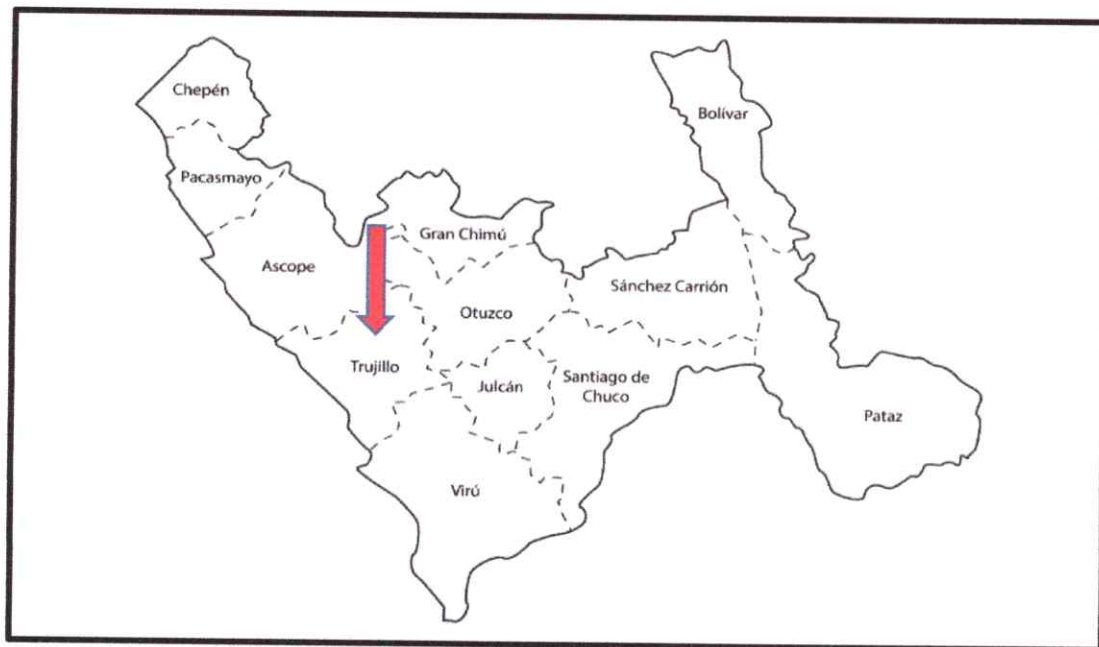 Chepén
Bolívar
Pacasmayo
Gran Chimú
Ascope
Sánchez Carrión
Otuzco
Trujillo
Julcán
Santiago de
Chuco
Pataz
Virú